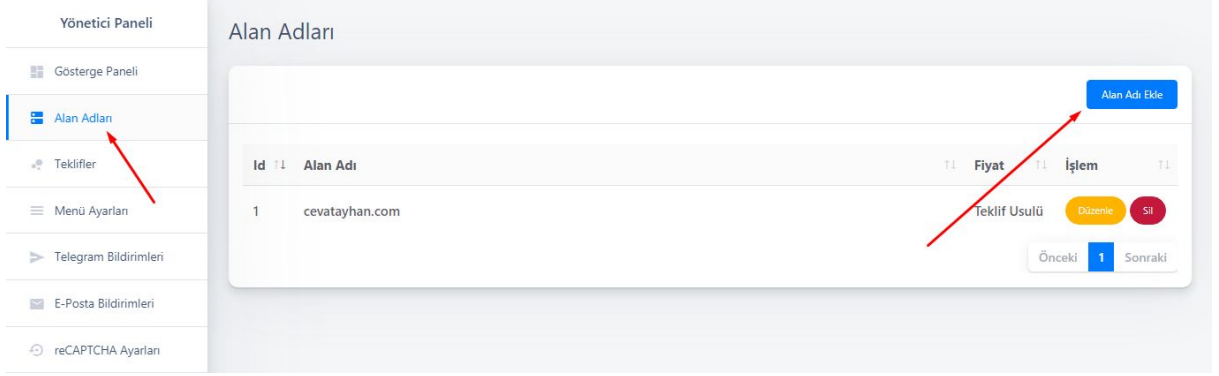 Yönetici Paneli
Gösterge Paneli
Alan Adları
Teklifler
Menü Ayarları
Telegram Bildirimleri
E-Posta Bildirimleri
reCAPTCHA Ayarları
Alan Adları
Alan Adı Ekle
Id Alan Adı Fiyat İşlem
1 cevatayhan.com Teklif Usulü Düzenle Sil
Önceki 1 Sonraki